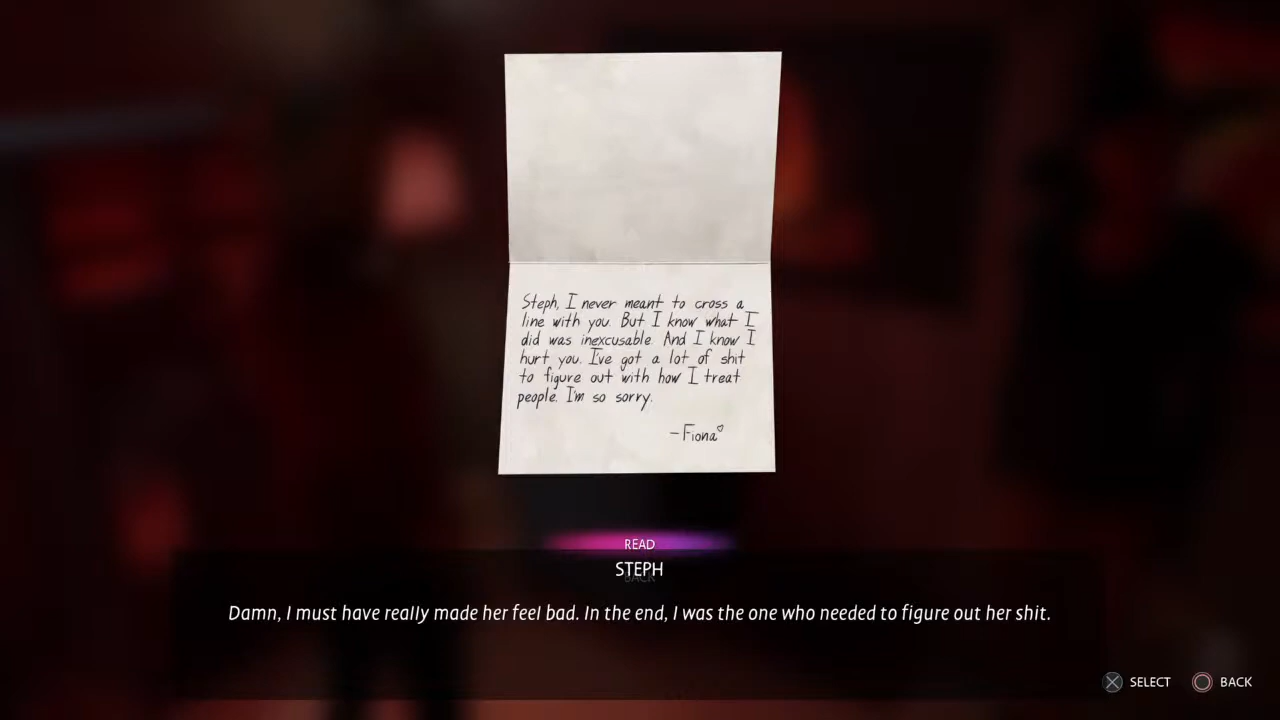 Steph, I never meant to cross a
line with you. But I know what I
did was inexcusable. And I know I
hurt you. I've got a lot of shit
to figure out with how I treat
people. I'm so sorry.
– Fiona♡
READ
STEPH
BACK
Damn, I must have really made her feel bad. In the end, I was the one who needed to figure out her shit.
SELECT
BACK